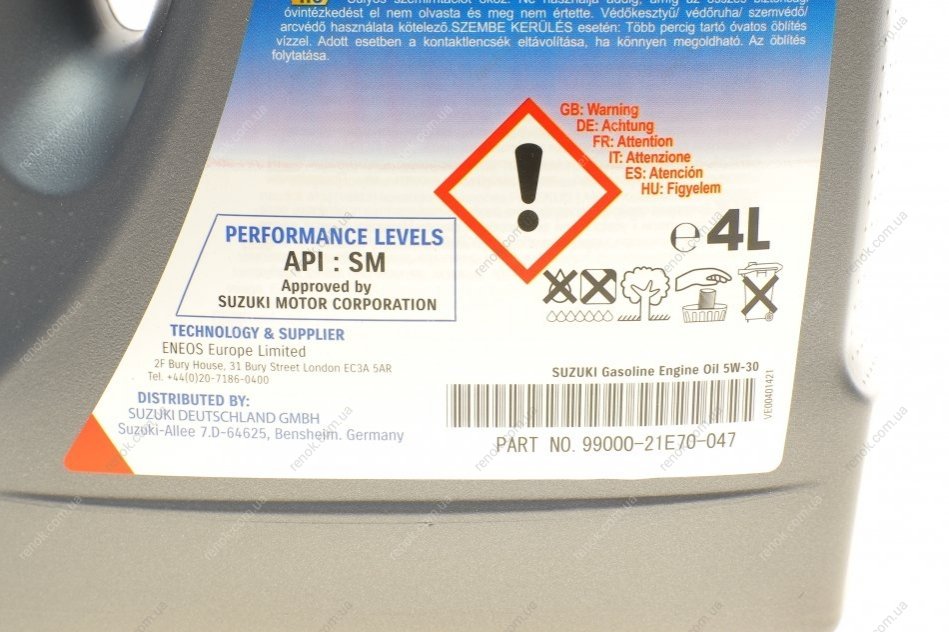 óvintézkedést el nem olvasta és meg nem értette. Védőkesztyű/ védőruha/ szemvédő/
arcvédő használata kötelező.SZEMBE KERÜLÉS esetén: Több percig tartó óvatos öblítés
vízzel. Adott esetben a kontaktlencsék eltávolítása, ha könnyen megoldható. Az öblítés
folytatása.
GB: Warning
DE: Achtung
FR: Attention
IT: Attenzione
ES: Atención
HU: Figyelem
℮4L
PERFORMANCE LEVELS
API : SM
Approved by
SUZUKI MOTOR CORPORATION
TECHNOLOGY & SUPPLIER
ENEOS Europe Limited
2F Bury House, 31 Bury Street London EC3A 5AR
Tel. +44(0)20-7186-0400
DISTRIBUTED BY:
SUZUKI DEUTSCHLAND GMBH
Suzuki-Allee 7.D-64625, Bensheim. Germany
SUZUKI Gasoline Engine Oil 5W-30
VE00401421
PART NO. 99000-21E70-047
renok.com.ua